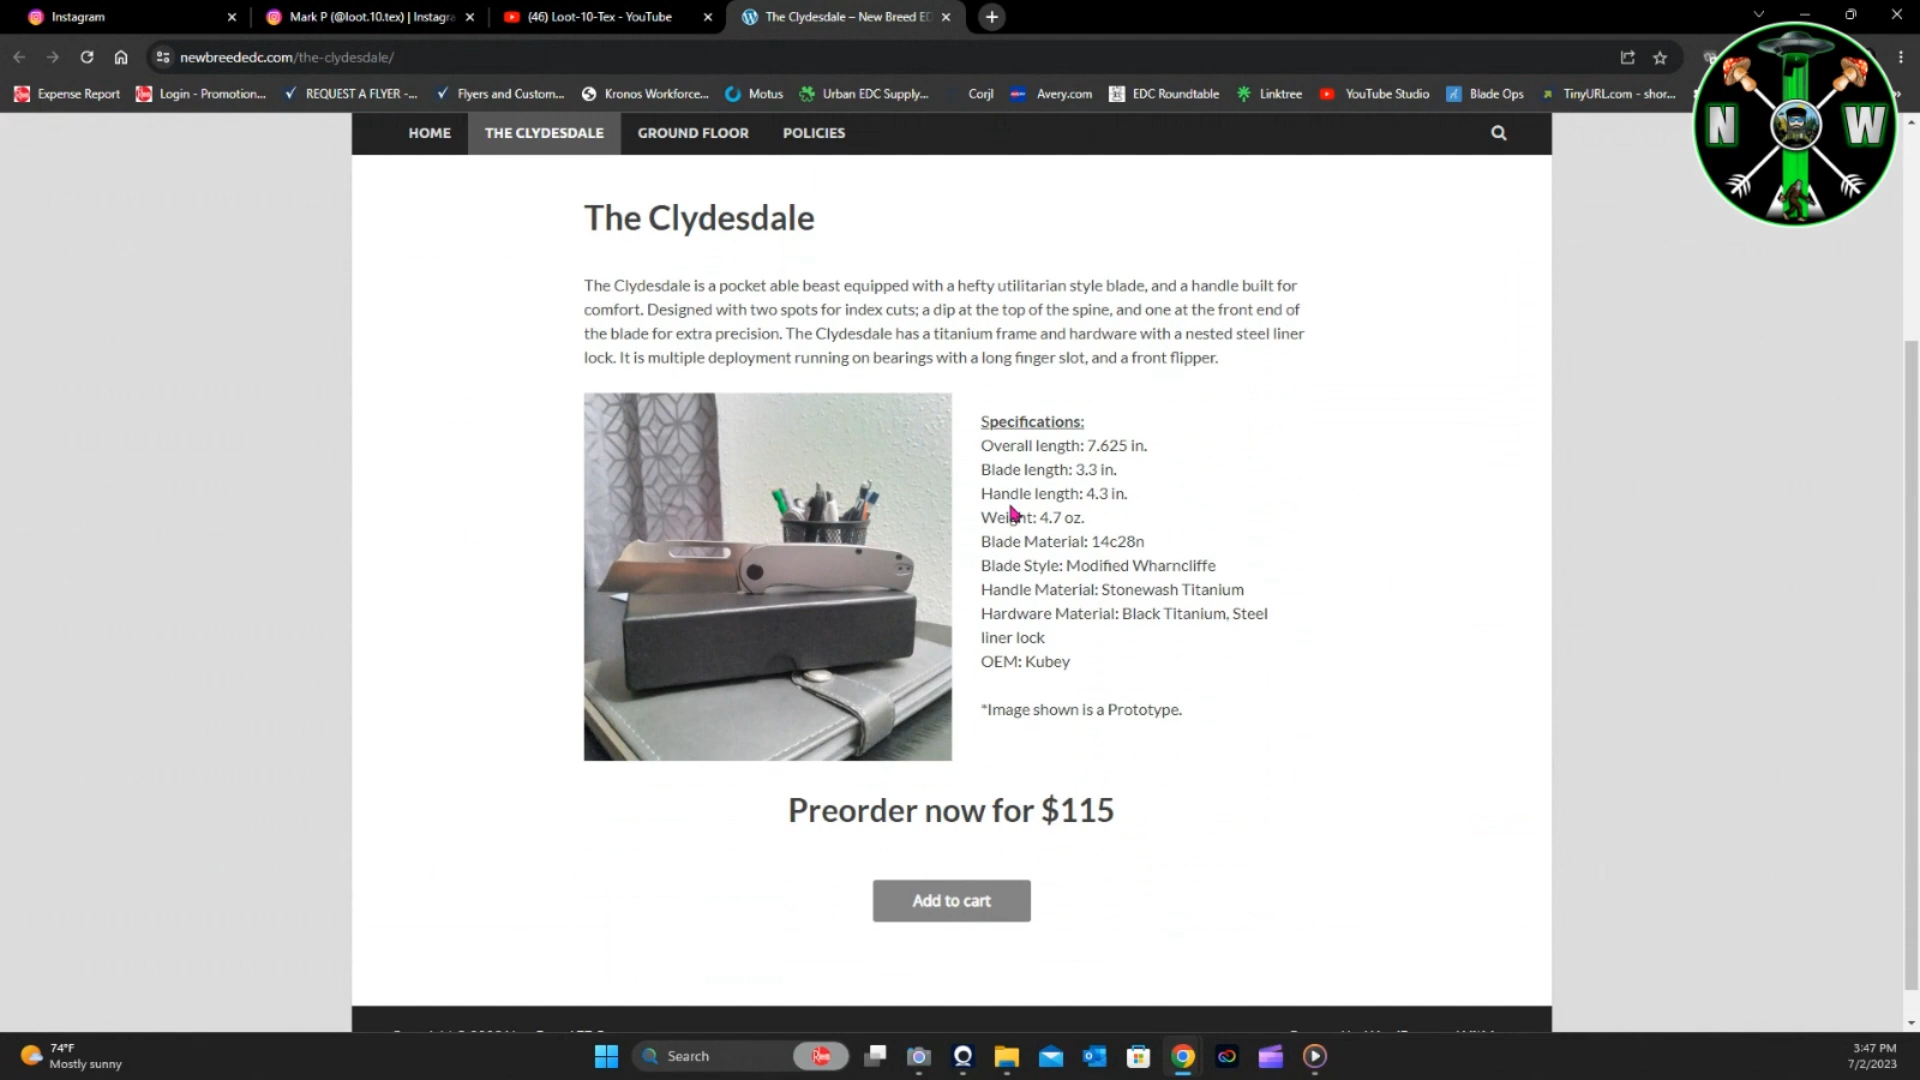 Instagram
Mark P (@loot.10.tex) | Instagra
(46) Loot-10-Tex - YouTube
The Clydesdale – New Breed ED
newbreededc.com/the-clydesdale/
Expense Report
Login - Promotion...
REQUEST A FLYER -...
Flyers and Custom...
Kronos Workforce...
Motus
Urban EDC Supply...
Corjl
Avery.com
EDC Roundtable
Linktree
YouTube Studio
Blade Ops
TinyURL.com - shor...
N W
HOME
THE CLYDESDALE
GROUND FLOOR
POLICIES
The Clydesdale
The Clydesdale is a pocket able beast equipped with a hefty utilitarian style blade, and a handle built for
comfort. Designed with two spots for index cuts; a dip at the top of the spine, and one at the front end of
the blade for extra precision. The Clydesdale has a titanium frame and hardware with a nested steel liner
lock. It is multiple deployment running on bearings with a long finger slot, and a front flipper.
Specifications:
Overall length: 7.625 in.
Blade length: 3.3 in.
Handle length: 4.3 in.
Weight: 4.7 oz.
Blade Material: 14c28n
Blade Style: Modified Wharncliffe
Handle Material: Stonewash Titanium
Hardware Material: Black Titanium, Steel
liner lock
OEM: Kubey
*Image shown is a Prototype.
Preorder now for $115
Add to cart
74°F
Mostly sunny
Search
3:47 PM
7/2/2023